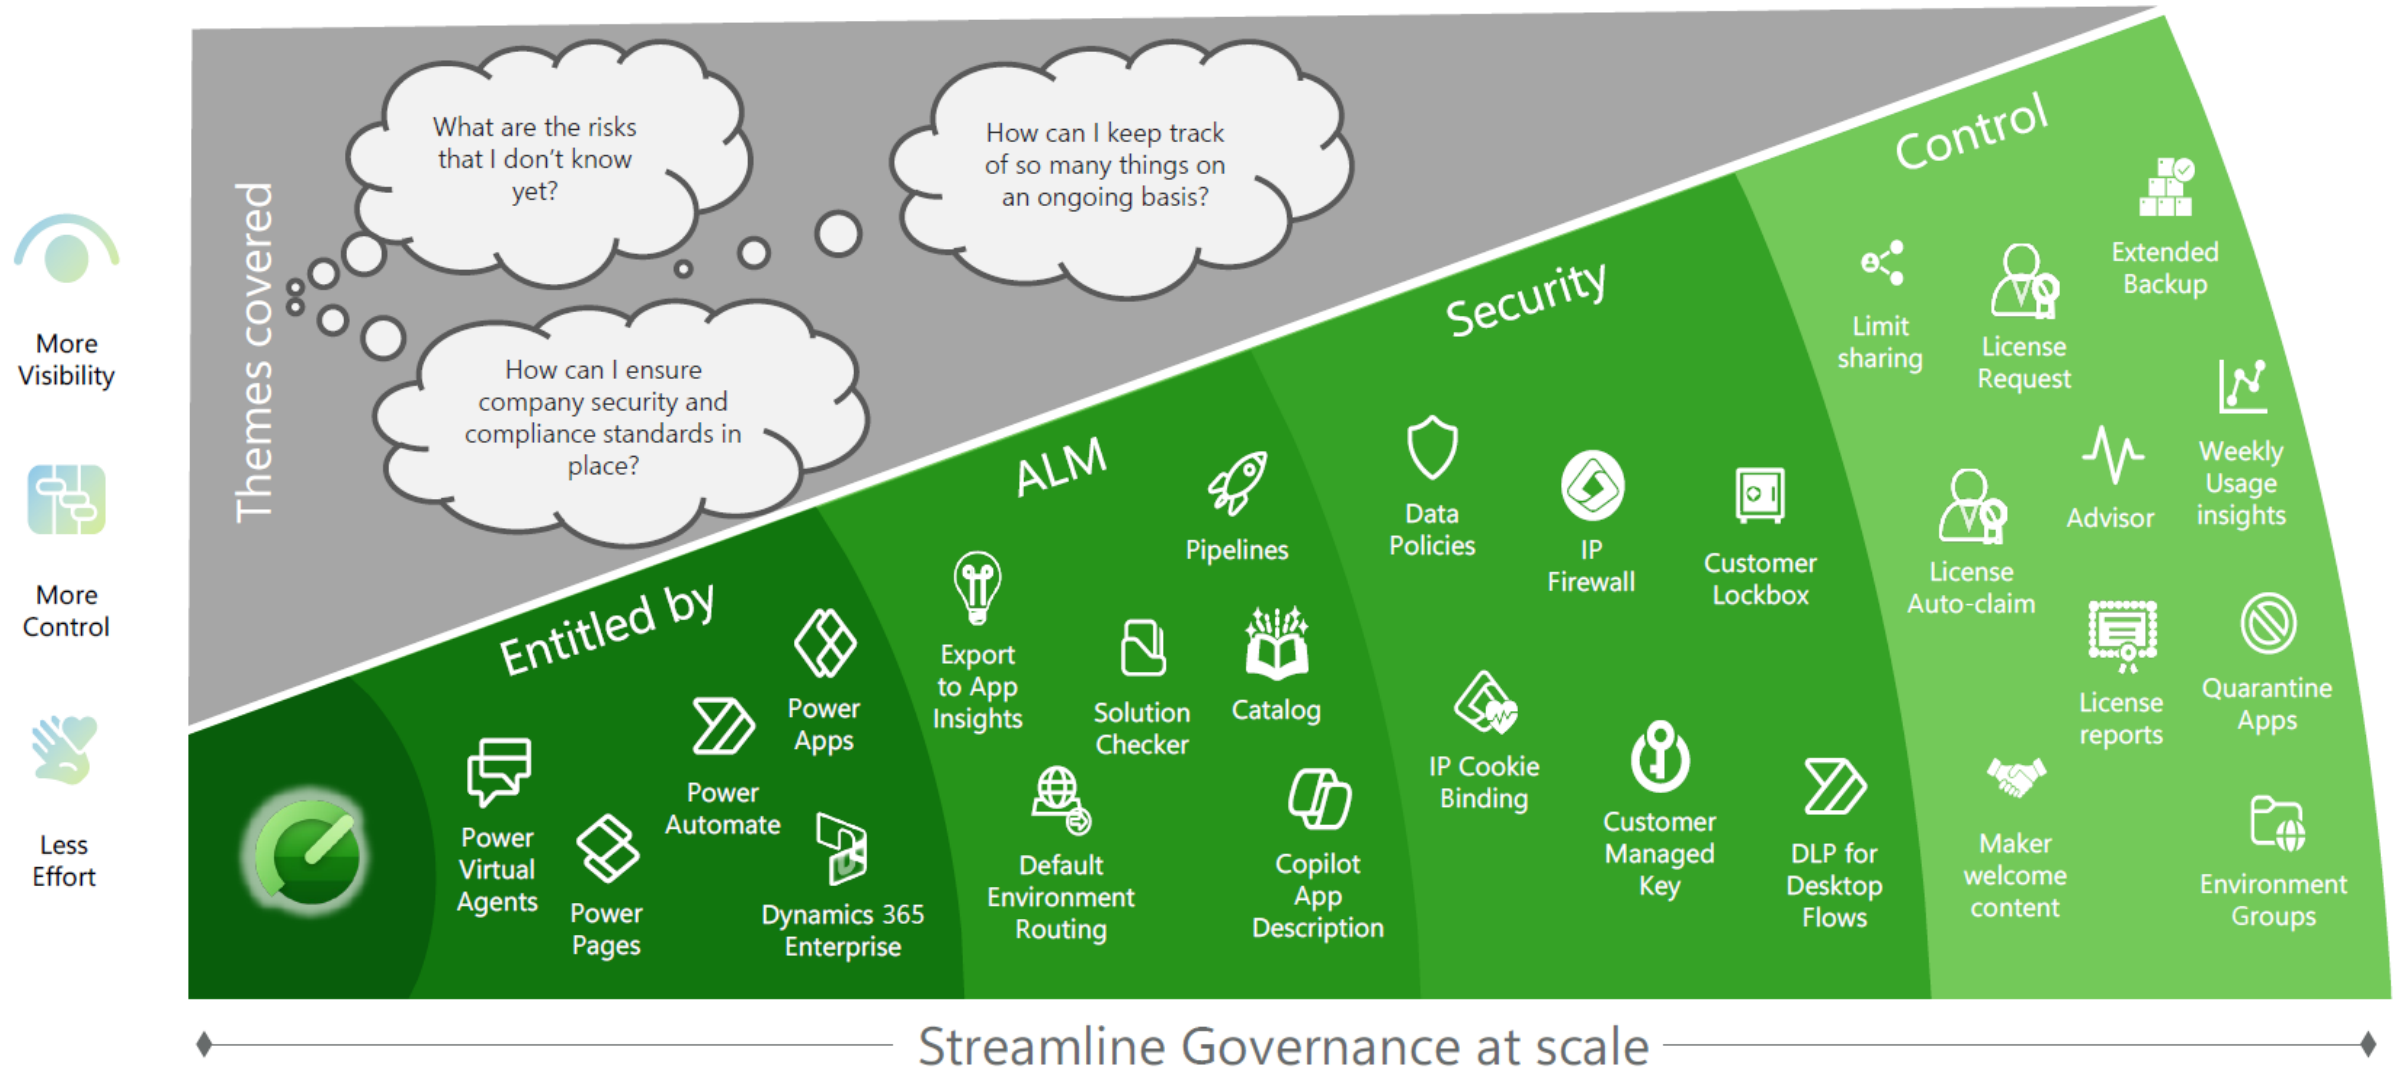 More
Visibility
More
Control
Less
Effort
Themes covered
What are the risks
that I don't know
yet?
How can I keep track
of so many things on
an ongoing basis?
How can I ensure
company security and
compliance standards in
place?
Entitled by
Power
Virtual
Agents
Power
Pages
Power
Automate
Power
Apps
Dynamics 365
Enterprise
ALM
Export
to App
Insights
Pipelines
Solution
Checker
Catalog
Default
Environment
Routing
Copilot
App
Description
Security
Data
Policies
IP
Firewall
Customer
Lockbox
IP Cookie
Binding
Customer
Managed
Key
DLP for
Desktop
Flows
Control
Limit
sharing
License
Request
Extended
Backup
License
Auto-claim
Advisor
Weekly
Usage
insights
License
reports
Quarantine
Apps
Maker
welcome
content
Environment
Groups
Streamline Governance at scale